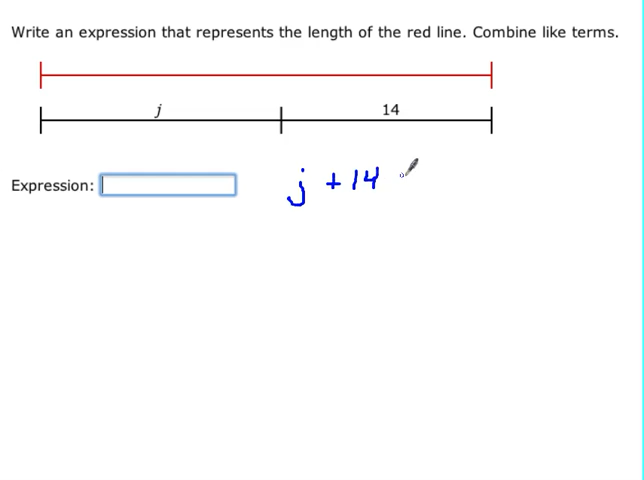 Write an expression that represents the length of the red line. Combine like terms.
j 14
Expression: j + 14